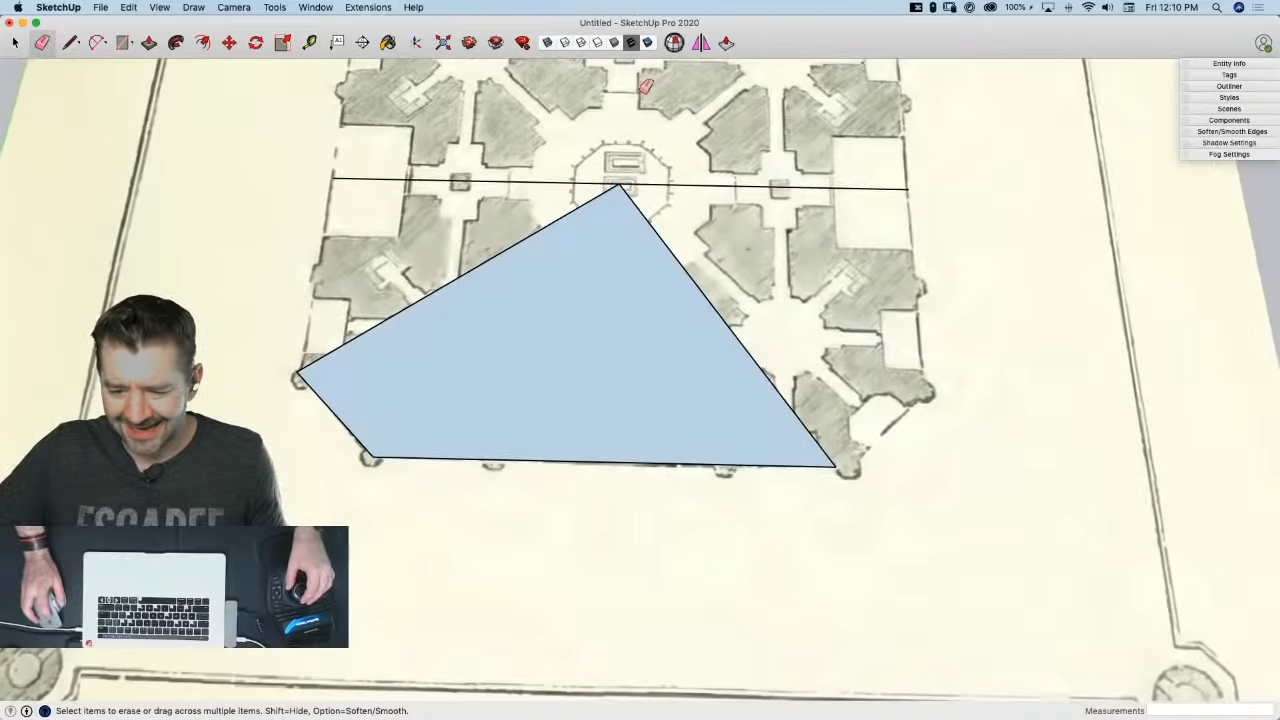 SketchUp File Edit View Draw Camera Tools Window Extensions Help
100% Fri 12:10 PM
Untitled - SketchUp Pro 2020
Entity Info
Tags
Outliner
Styles
Scenes
Components
Soften/Smooth Edges
Shadow Settings
Fog Settings
ESCAPEE
Select items to erase or drag across multiple items. Shift=Hide, Option=Soften/Smooth.
Measurements